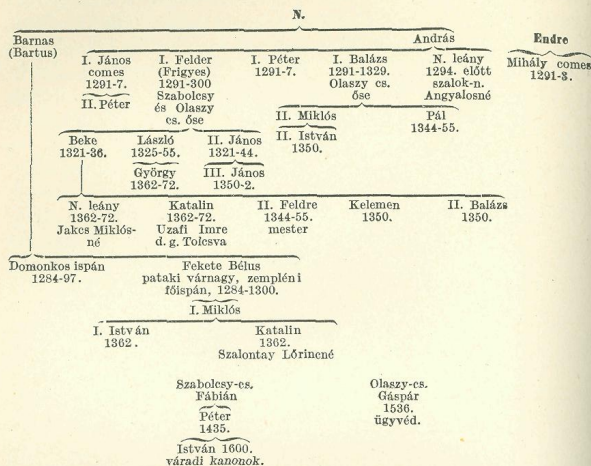 N.
Barnas
(Bartus)
András
Endre
Mihály comes
1291-3.
I. János
comes
1291-7.
II. Péter
I. Felder
(Frigyes)
1291-300
Szabolcsy
és Olaszy
cs. őse
I. Péter
1291-7.
I. Balázs
1291-1329.
Olaszy cs.
őse
N. leány
1294. előtt
szalok-n.
Angyalosné
II. Miklós
II. István
1350.
Pál
1344-55.
Beke
1321-36.
László
1325-55.
György
1362-72.
II. János
1321-44.
III. János
1350-2.
N. leány
1362-72.
Jakcs Miklós-
né
Katalin
1362-72.
Uzafi Imre
d. g. Tolcsva
II. Feldre
1344-55.
mester
Kelemen
1350.
II. Balázs
1350.
Domonkos ispán
1284-97.
Fekete Bélus
pataki várnagy, zempléni
főispán, 1284-1300.
I. Miklós
I. István
1362.
Katalin
1362.
Szalontay Lőrincné
Szabolcsy-cs.
Fábián
Péter
1435.
István 1600.
váradi kanonok.
Olaszy-cs.
Gáspár
1536.
ügyvéd.